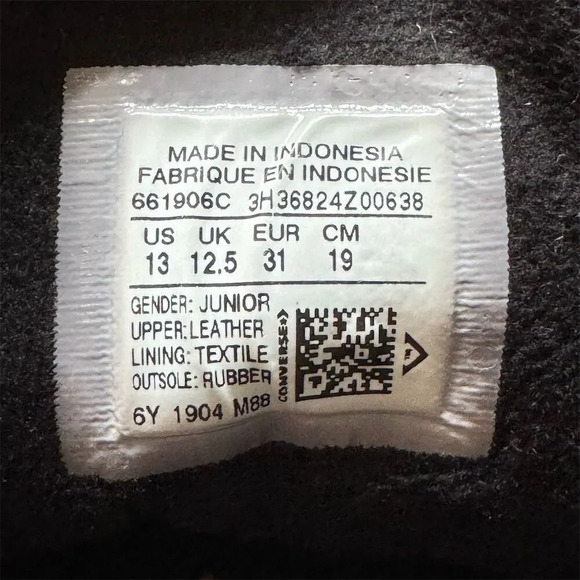 MADE IN INDONESIA
FABRIQUE EN INDONESIE
661906C 3H36824Z00638
US UK EUR CM
13 12.5 31 19
GENDER: JUNIOR
UPPER: LEATHER
LINING: TEXTILE
OUTSOLE: RUBBER
6Y 1904 M88
CONVERSE